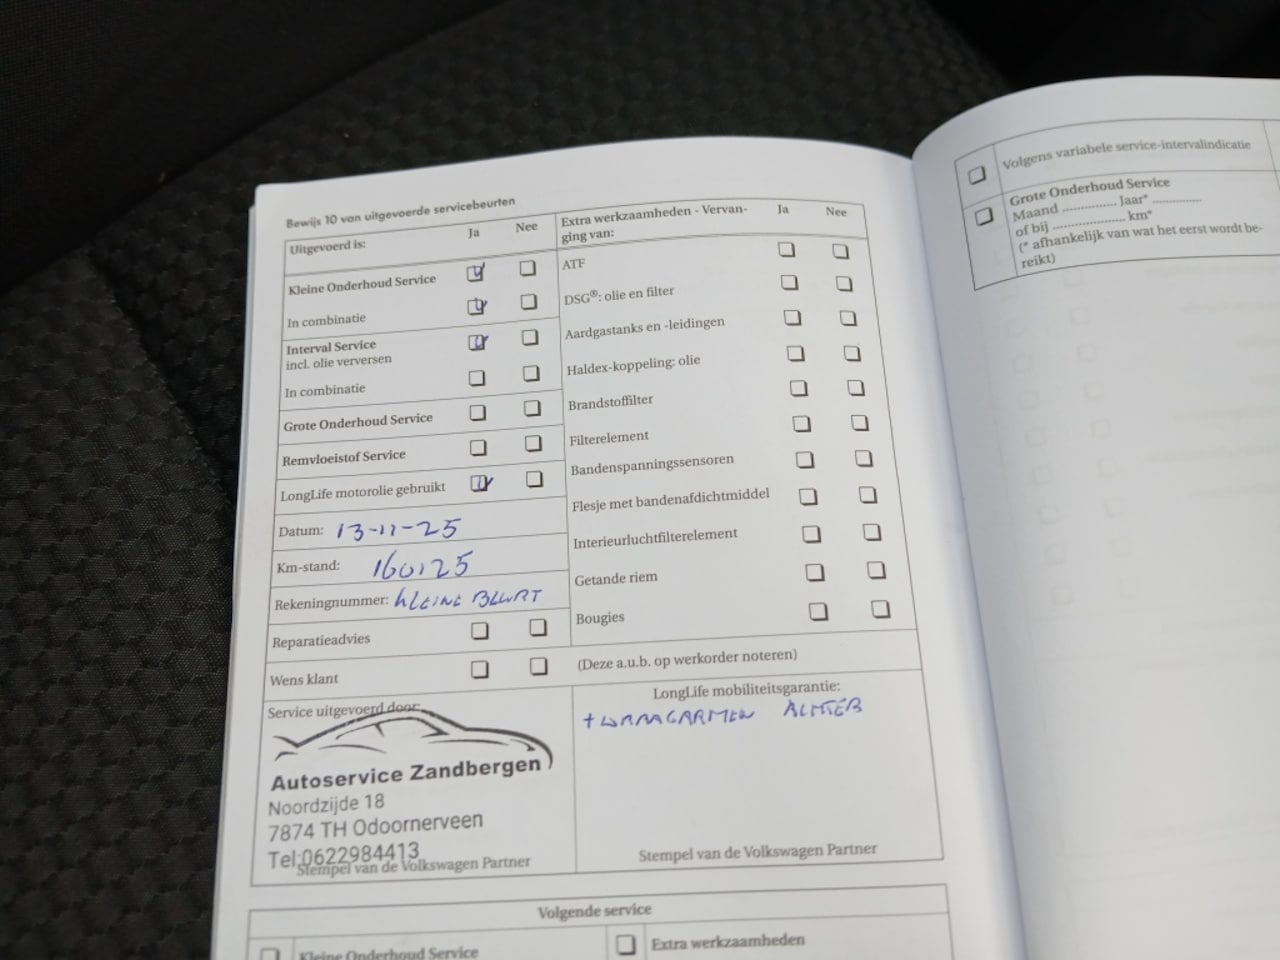 Bewijs 10 van uitgevoerde servicebeurten
Uitgevoerd is: Ja Nee
Kleine Onderhoud Service
In combinatie
Interval Service
incl. olie verversen
In combinatie
Grote Onderhoud Service
Remvloeistof Service
LongLife motorolie gebruikt
Datum: 13-11-25
Km-stand: 160125
Rekeningnummer: KLEINE BEURT
Reparatieadvies
Wens klant
Extra werkzaamheden - Vervan-
ging van: Ja Nee
ATF
DSG®: olie en filter
Aardgastanks en -leidingen
Haldex-koppeling: olie
Brandstoffilter
Filterelement
Bandenspanningssensoren
Flesje met bandenafdichtmiddel
Interieurluchtfilterelement
Getande riem
Bougies
(Deze a.u.b. op werkorder noteren)
Service uitgevoerd door:
Autoservice Zandbergen
Noordzijde 18
7874 TH Odoornerveen
Tel:0622984413
Stempel van de Volkswagen Partner
LongLife mobiliteitsgarantie:
+ DRAAGARMEN ACHTER
Stempel van de Volkswagen Partner
Volgende service
Kleine Onderhoud Service
Extra werkzaamheden
Volgens variabele service-intervalindicatie
Grote Onderhoud Service
Maand ............... Jaar* ..............
of bij .................... km*
(* afhankelijk van wat het eerst wordt be-
reikt)